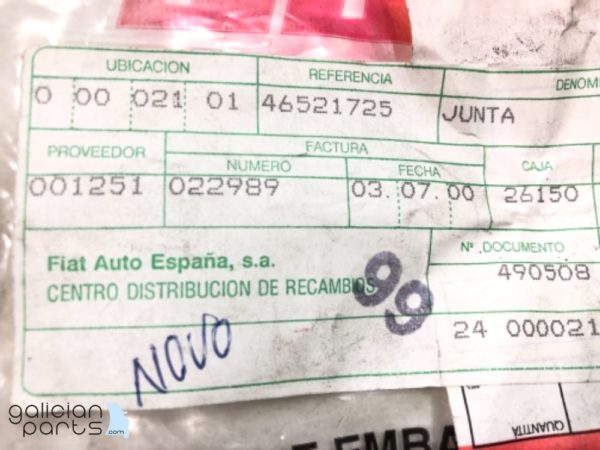 UBICACION REFERENCIA
0 00 021 01 46521725 JUNTA
PROVEEDOR FACTURA CAJA
NUMERO FECHA
001251 022989 03.07.00 26150
Nº DOCUMENTO
Fiat Auto España, s.a. 490508
CENTRO DISTRIBUCION DE RECAMBIOS
99
24 000021
NOVO
galician
parts.com
QUANTITÀ